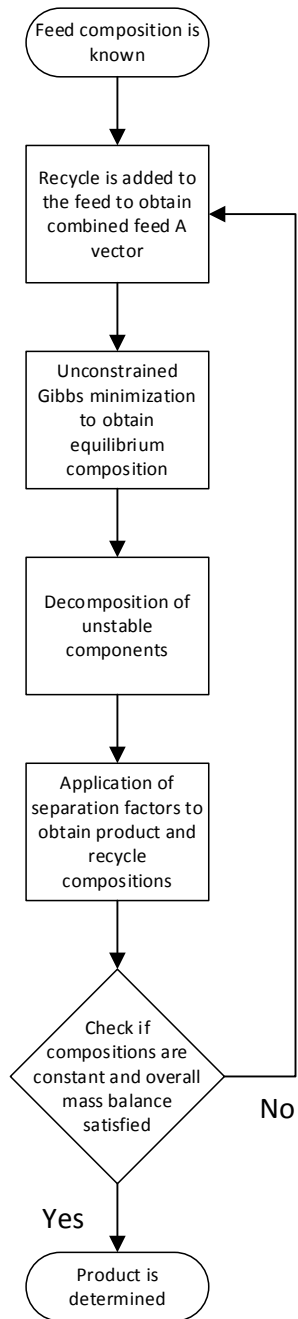 Feed composition is
known
Recycle is added to
the feed to obtain
combined feed A
vector
Unconstrained
Gibbs minimization
to obtain
equilibrium
composition
Decomposition of
unstable
components
Application of
separation factors to
obtain product and
recycle
compositions
Check if
compositions are
constant and overall
mass balance
satisfied
No
Yes
Product is
determined